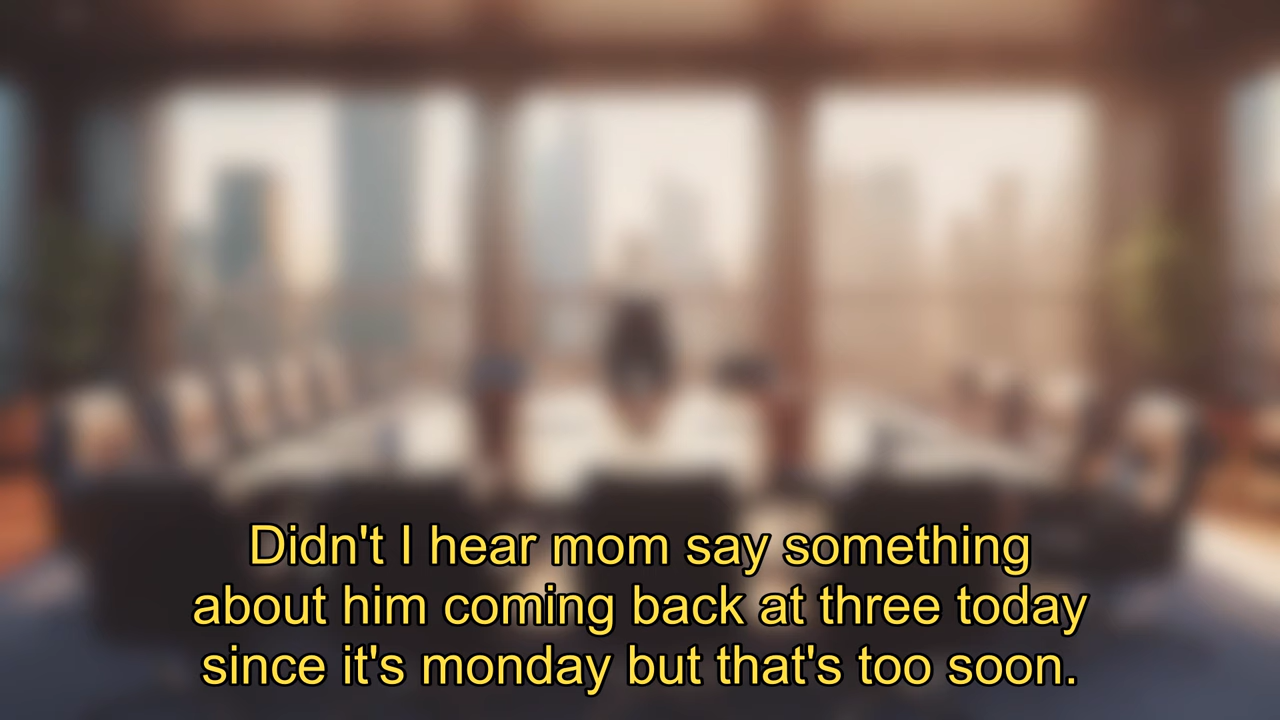 Didn't I hear mom say something
about him coming back at three today
since it's monday but that's too soon.